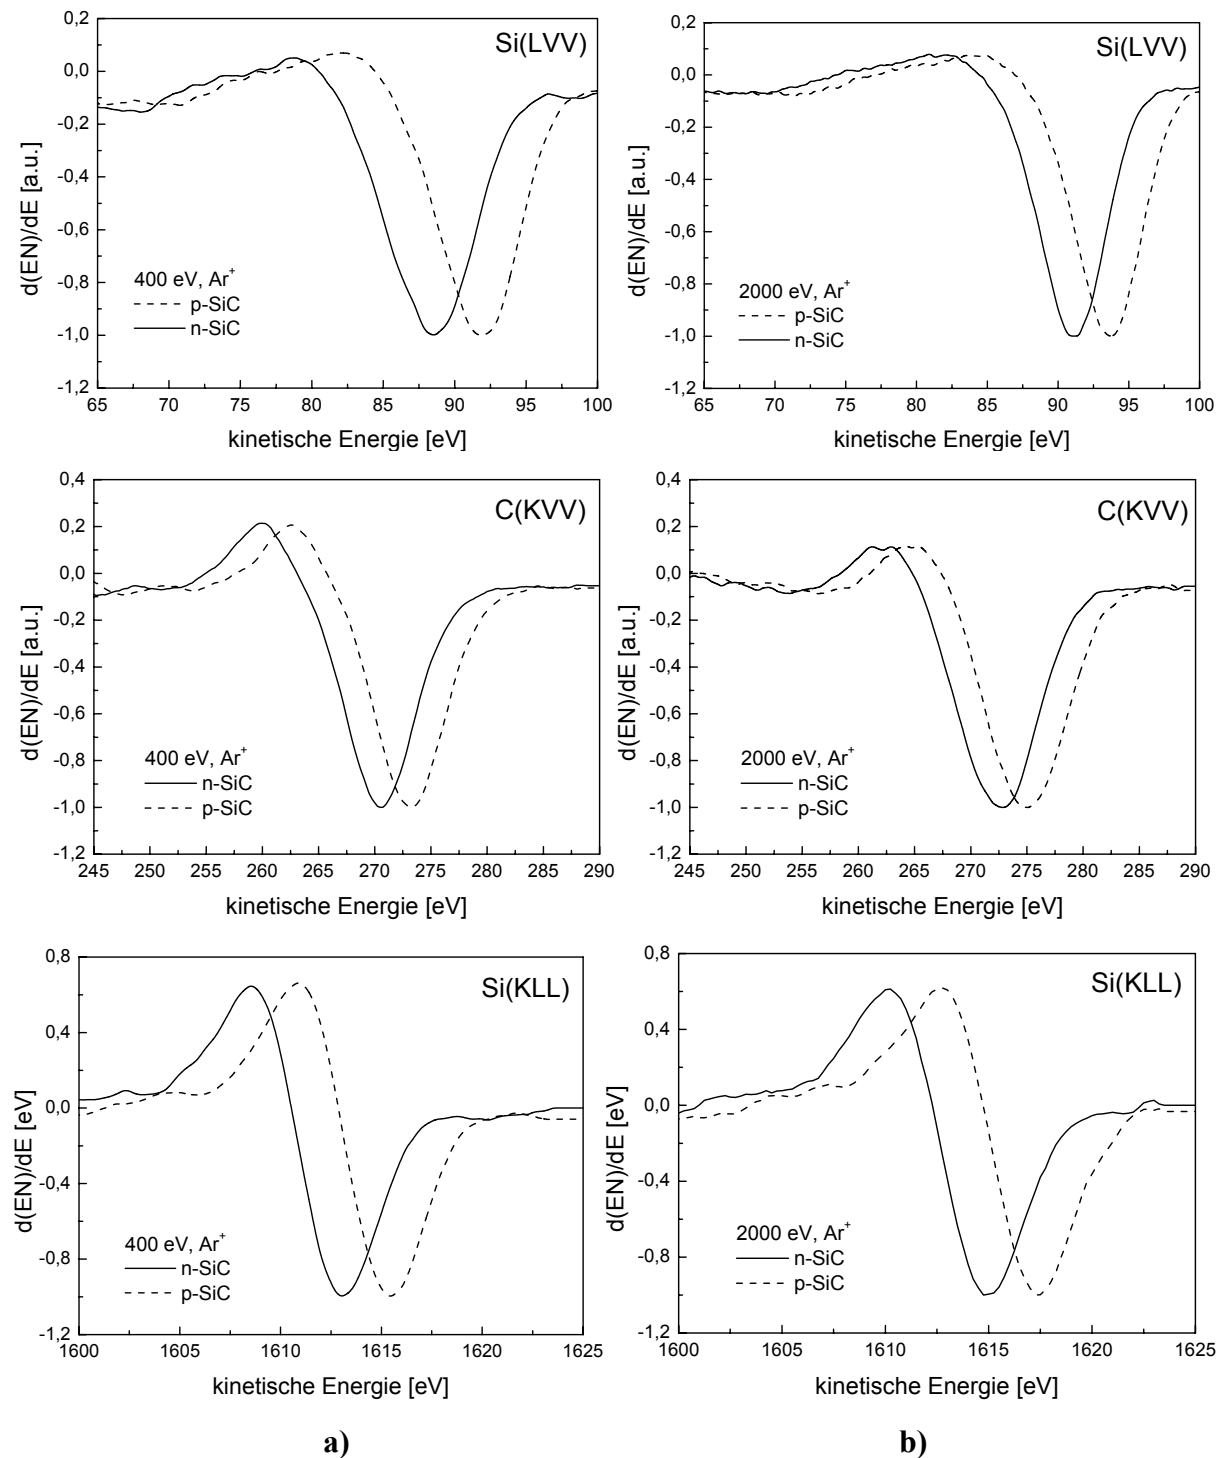 0,2
0,0
-0,2
-0,4
-0,6
-0,8
-1,0
-1,2
65 70 75 80 85 90 95 100
d(EN)/dE [a.u.]
kinetische Energie [eV]
Si(LVV)
400 eV, Ar⁺
p-SiC
n-SiC
0,2
0,0
-0,2
-0,4
-0,6
-0,8
-1,0
-1,2
65 70 75 80 85 90 95 100
d(EN)/dE [a.u.]
kinetische Energie [eV]
Si(LVV)
2000 eV, Ar⁺
p-SiC
n-SiC
0,4
0,2
0,0
-0,2
-0,4
-0,6
-0,8
-1,0
-1,2
245 250 255 260 265 270 275 280 285 290
d(EN)/dE [a.u.]
kinetische Energie [eV]
C(KVV)
400 eV, Ar⁺
n-SiC
p-SiC
0,4
0,2
0,0
-0,2
-0,4
-0,6
-0,8
-1,0
-1,2
245 250 255 260 265 270 275 280 285 290
d(EN)/dE [a.u.]
kinetische Energie [eV]
C(KVV)
2000 eV, Ar⁺
n-SiC
p-SiC
0,8
0,4
0,0
-0,4
-0,8
-1,2
1600 1605 1610 1615 1620 1625
d(EN)/dE [eV]
kinetische Energie [eV]
Si(KLL)
400 eV, Ar⁺
n-SiC
p-SiC
0,8
0,4
0,0
-0,4
-0,8
-1,2
1600 1605 1610 1615 1620 1625
d(EN)/dE [eV]
kinetische Energie [eV]
Si(KLL)
2000 eV, Ar⁺
n-SiC
p-SiC
a)
b)